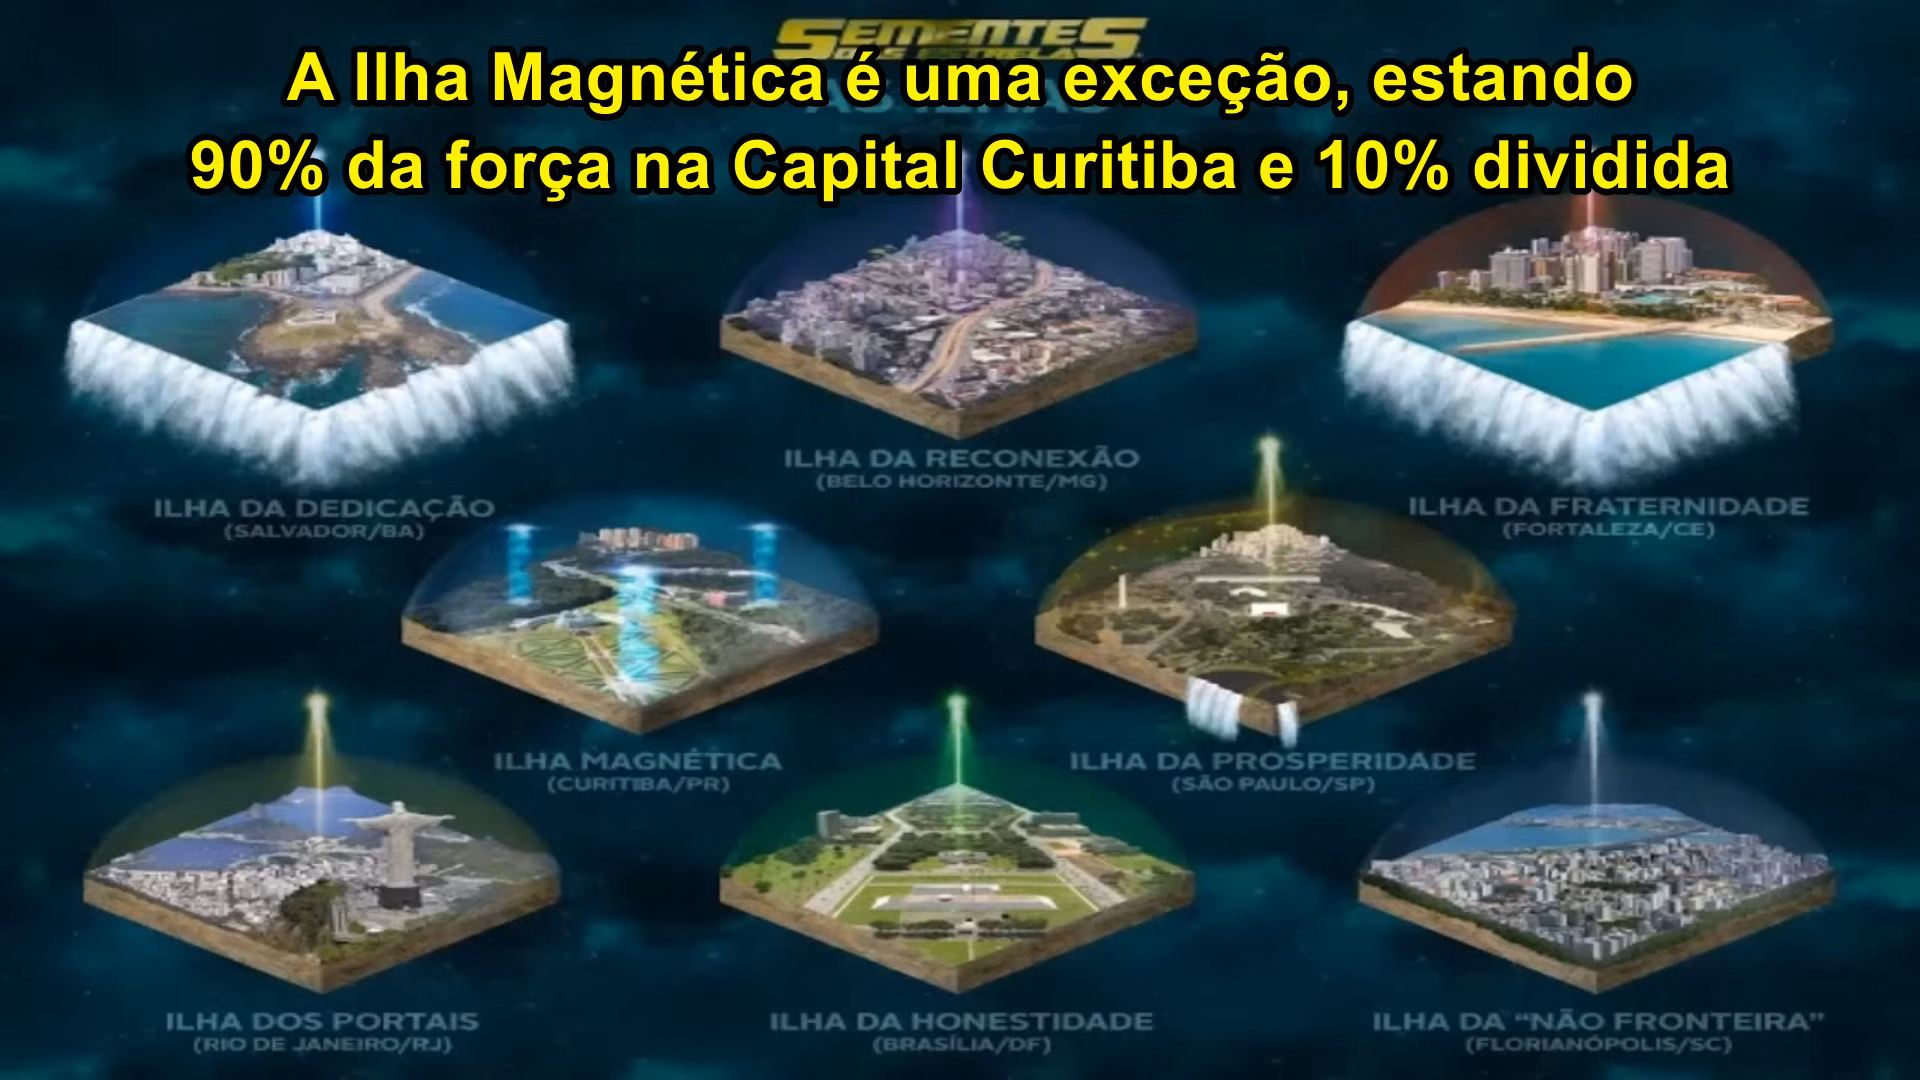 SEMENTES
DAS ESTRELAS
A Ilha Magnética é uma exceção, estando
90% da força na Capital Curitiba e 10% dividida
ILHA DA DEDICAÇÃO
(SALVADOR/BA)
ILHA DA RECONEXÃO
(BELO HORIZONTE/MG)
ILHA DA FRATERNIDADE
(FORTALEZA/CE)
ILHA MAGNÉTICA
(CURITIBA/PR)
ILHA DA PROSPERIDADE
(SÃO PAULO/SP)
ILHA DOS PORTAIS
(RIO DE JANEIRO/RJ)
ILHA DA HONESTIDADE
(BRASÍLIA/DF)
ILHA DA “NÃO FRONTEIRA”
(FLORIANÓPOLIS/SC)